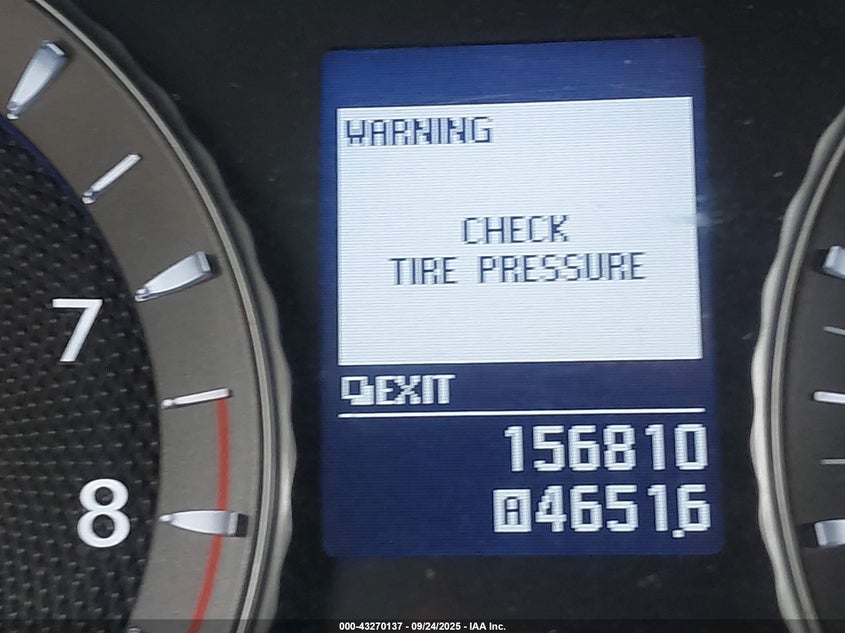 WARNING
CHECK
TIRE PRESSURE
EXIT
156810
A 4651.6
7
8
000-43270137 - 09/24/2025 - IAA Inc.